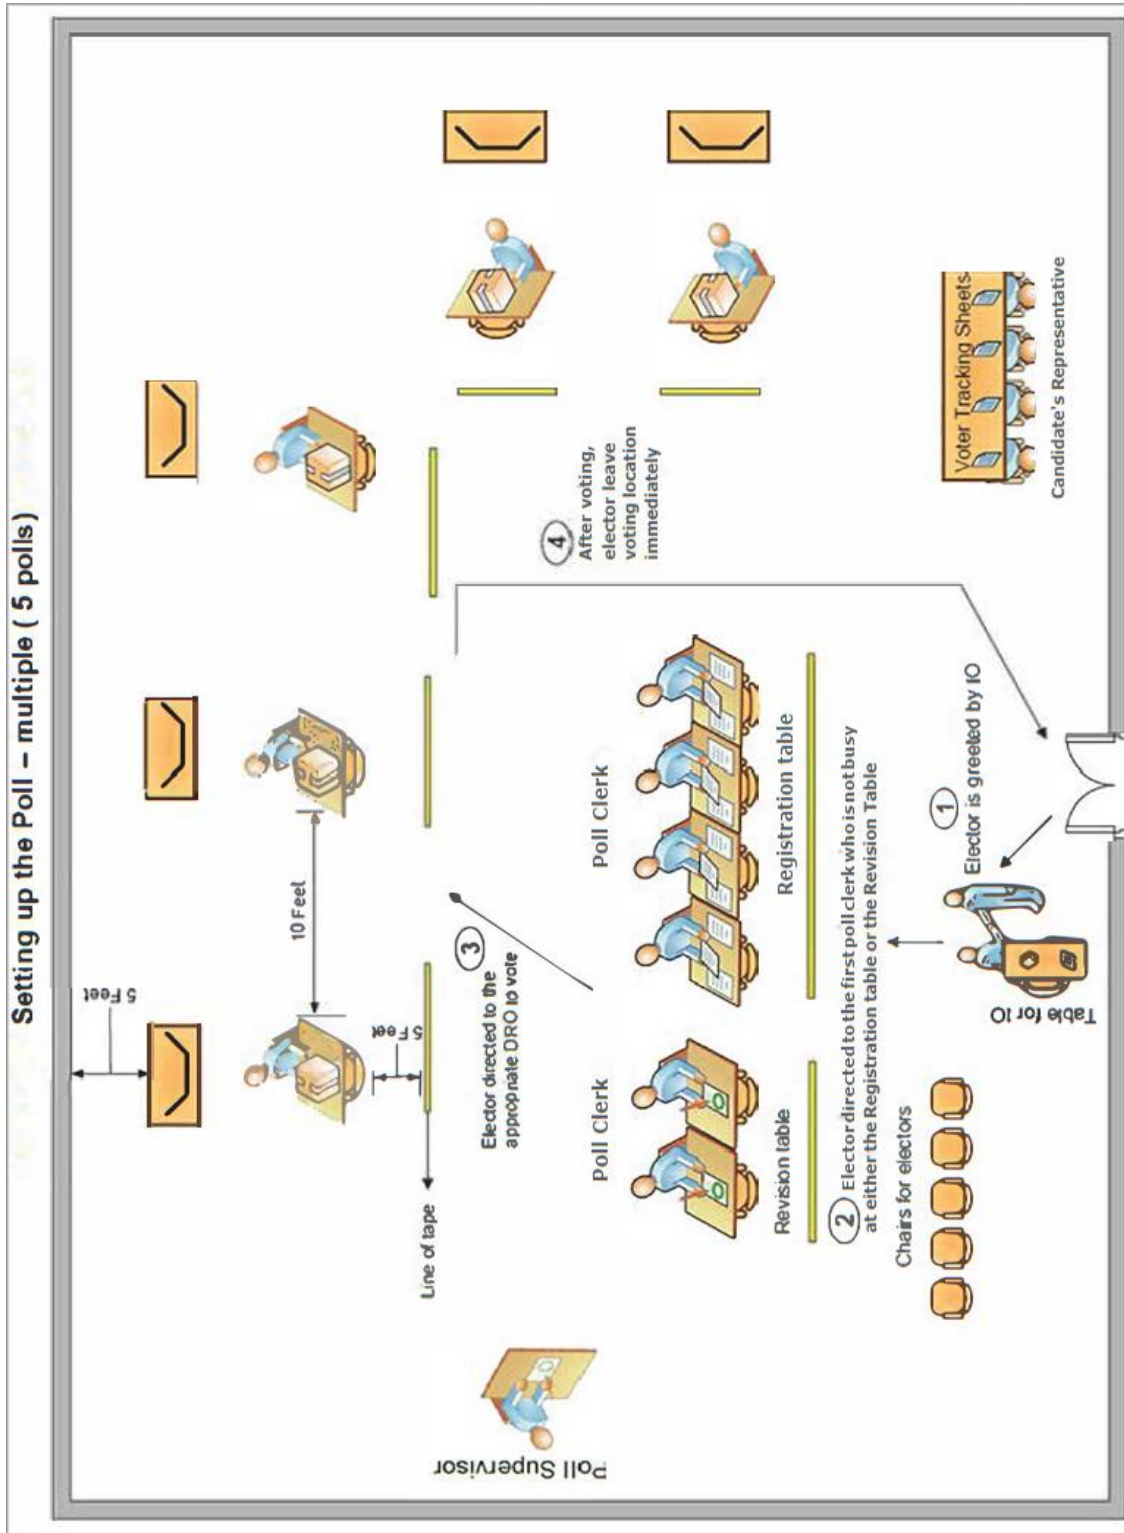 Setting up the Poll – multiple ( 5 polls)
5 Feet
10 Feet
5 Feet
Line of tape
3
Elector directed to the
appropriate DRO to vote
4
After voting,
elector leave
voting location
immediately
Poll Supervisor
Poll Clerk
Poll Clerk
Revision table
Registration table
2 Elector directed to the first poll clerk who is not busy
at either the Registration table or the Revision Table
Chairs for electors
1
Elector is greeted by IO
Table for IO
Voter Tracking Sheets
Candidate's Representative